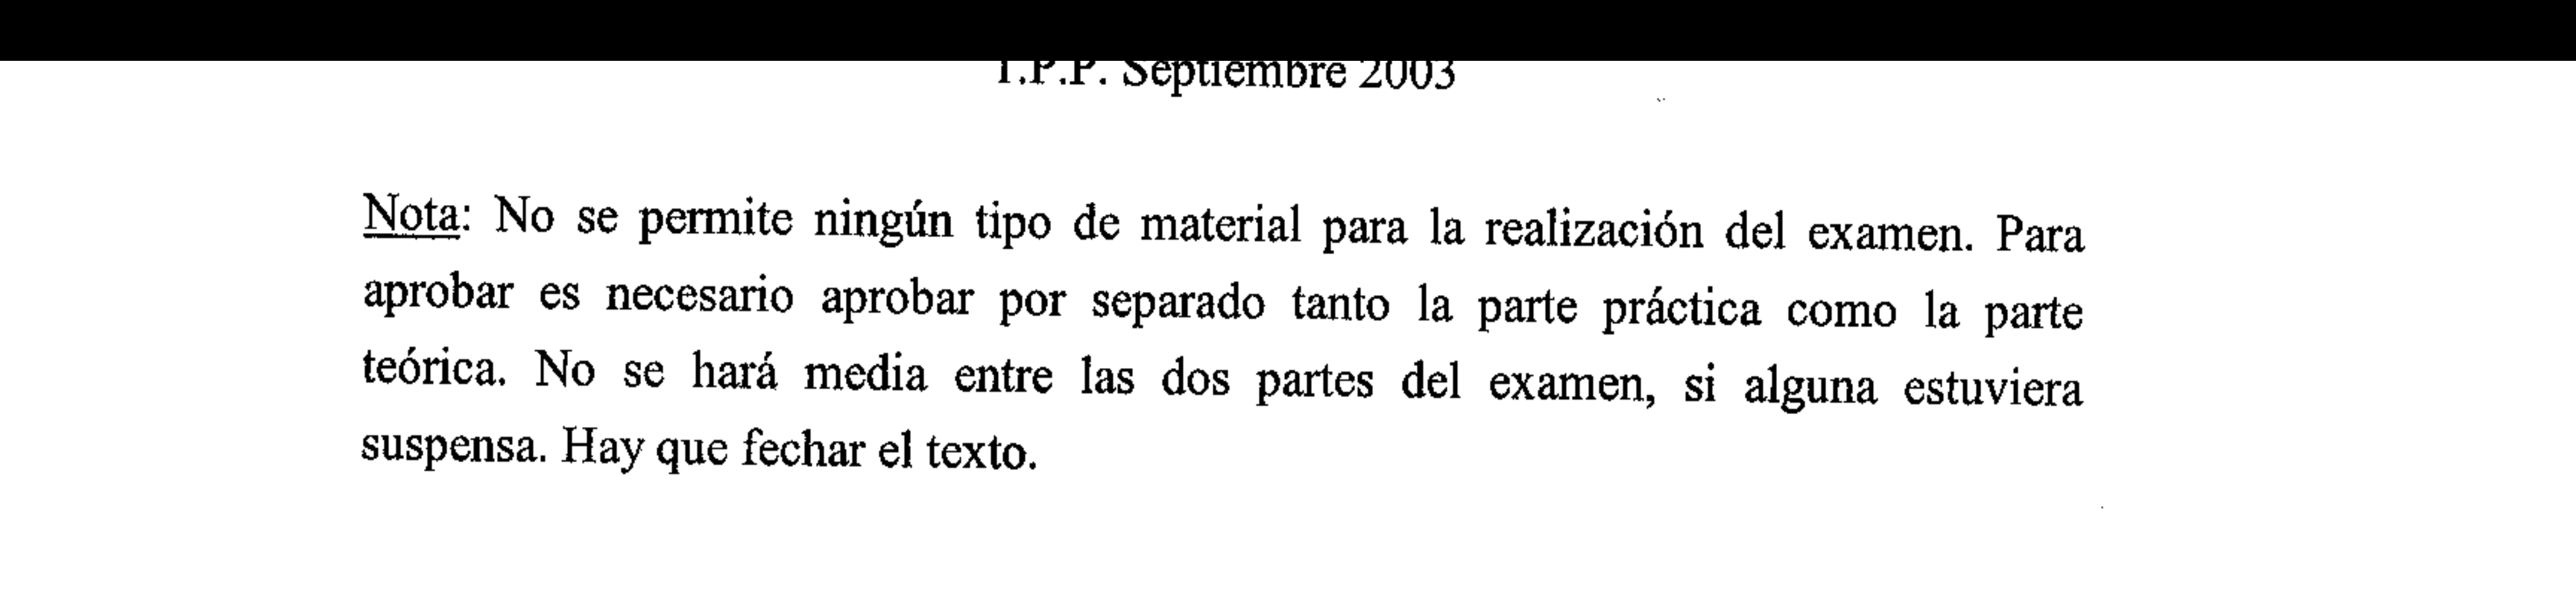 Septiembre 2003
Nota: No se permite ningún tipo de material para la realización del examen. Para
aprobar es necesario aprobar por separado tanto la parte práctica como la parte
teórica. No se hará media entre las dos partes del examen, si alguna estuviera
suspensa. Hay que fechar el texto.